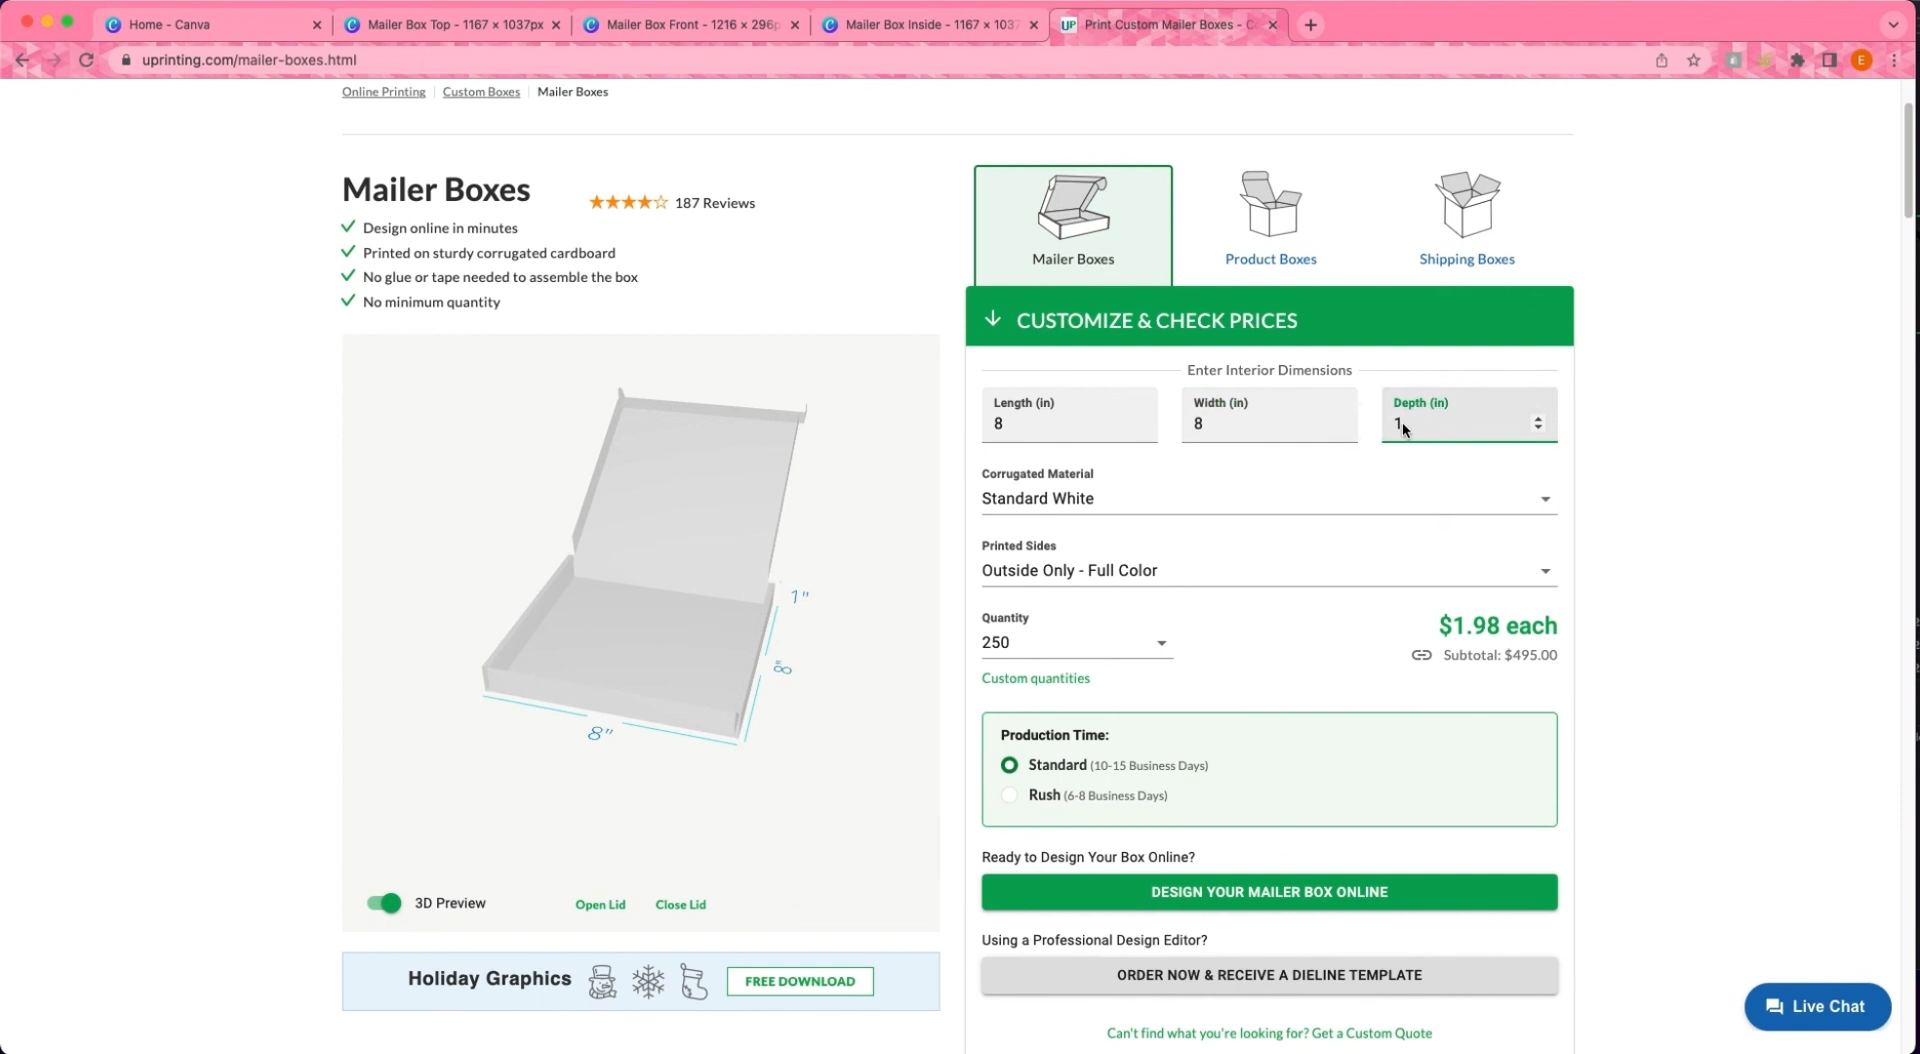 Home - Canva
Mailer Box Top - 1167 × 1037px
Mailer Box Front - 1216 × 296p
Mailer Box Inside - 1167 × 103
UP Print Custom Mailer Boxes - C
uprinting.com/mailer-boxes.html
E
Online Printing | Custom Boxes | Mailer Boxes
Mailer Boxes
187 Reviews
Design online in minutes
Printed on sturdy corrugated cardboard
No glue or tape needed to assemble the box
No minimum quantity
1"
8"
8"
3D Preview
Open Lid
Close Lid
Holiday Graphics
FREE DOWNLOAD
Mailer Boxes
Product Boxes
Shipping Boxes
CUSTOMIZE & CHECK PRICES
Enter Interior Dimensions
Length (in)
8
Width (in)
8
Depth (in)
1
Corrugated Material
Standard White
Printed Sides
Outside Only - Full Color
Quantity
250
$1.98 each
Subtotal: $495.00
Custom quantities
Production Time:
Standard (10-15 Business Days)
Rush (6-8 Business Days)
Ready to Design Your Box Online?
DESIGN YOUR MAILER BOX ONLINE
Using a Professional Design Editor?
ORDER NOW & RECEIVE A DIELINE TEMPLATE
Can't find what you're looking for? Get a Custom Quote
Live Chat